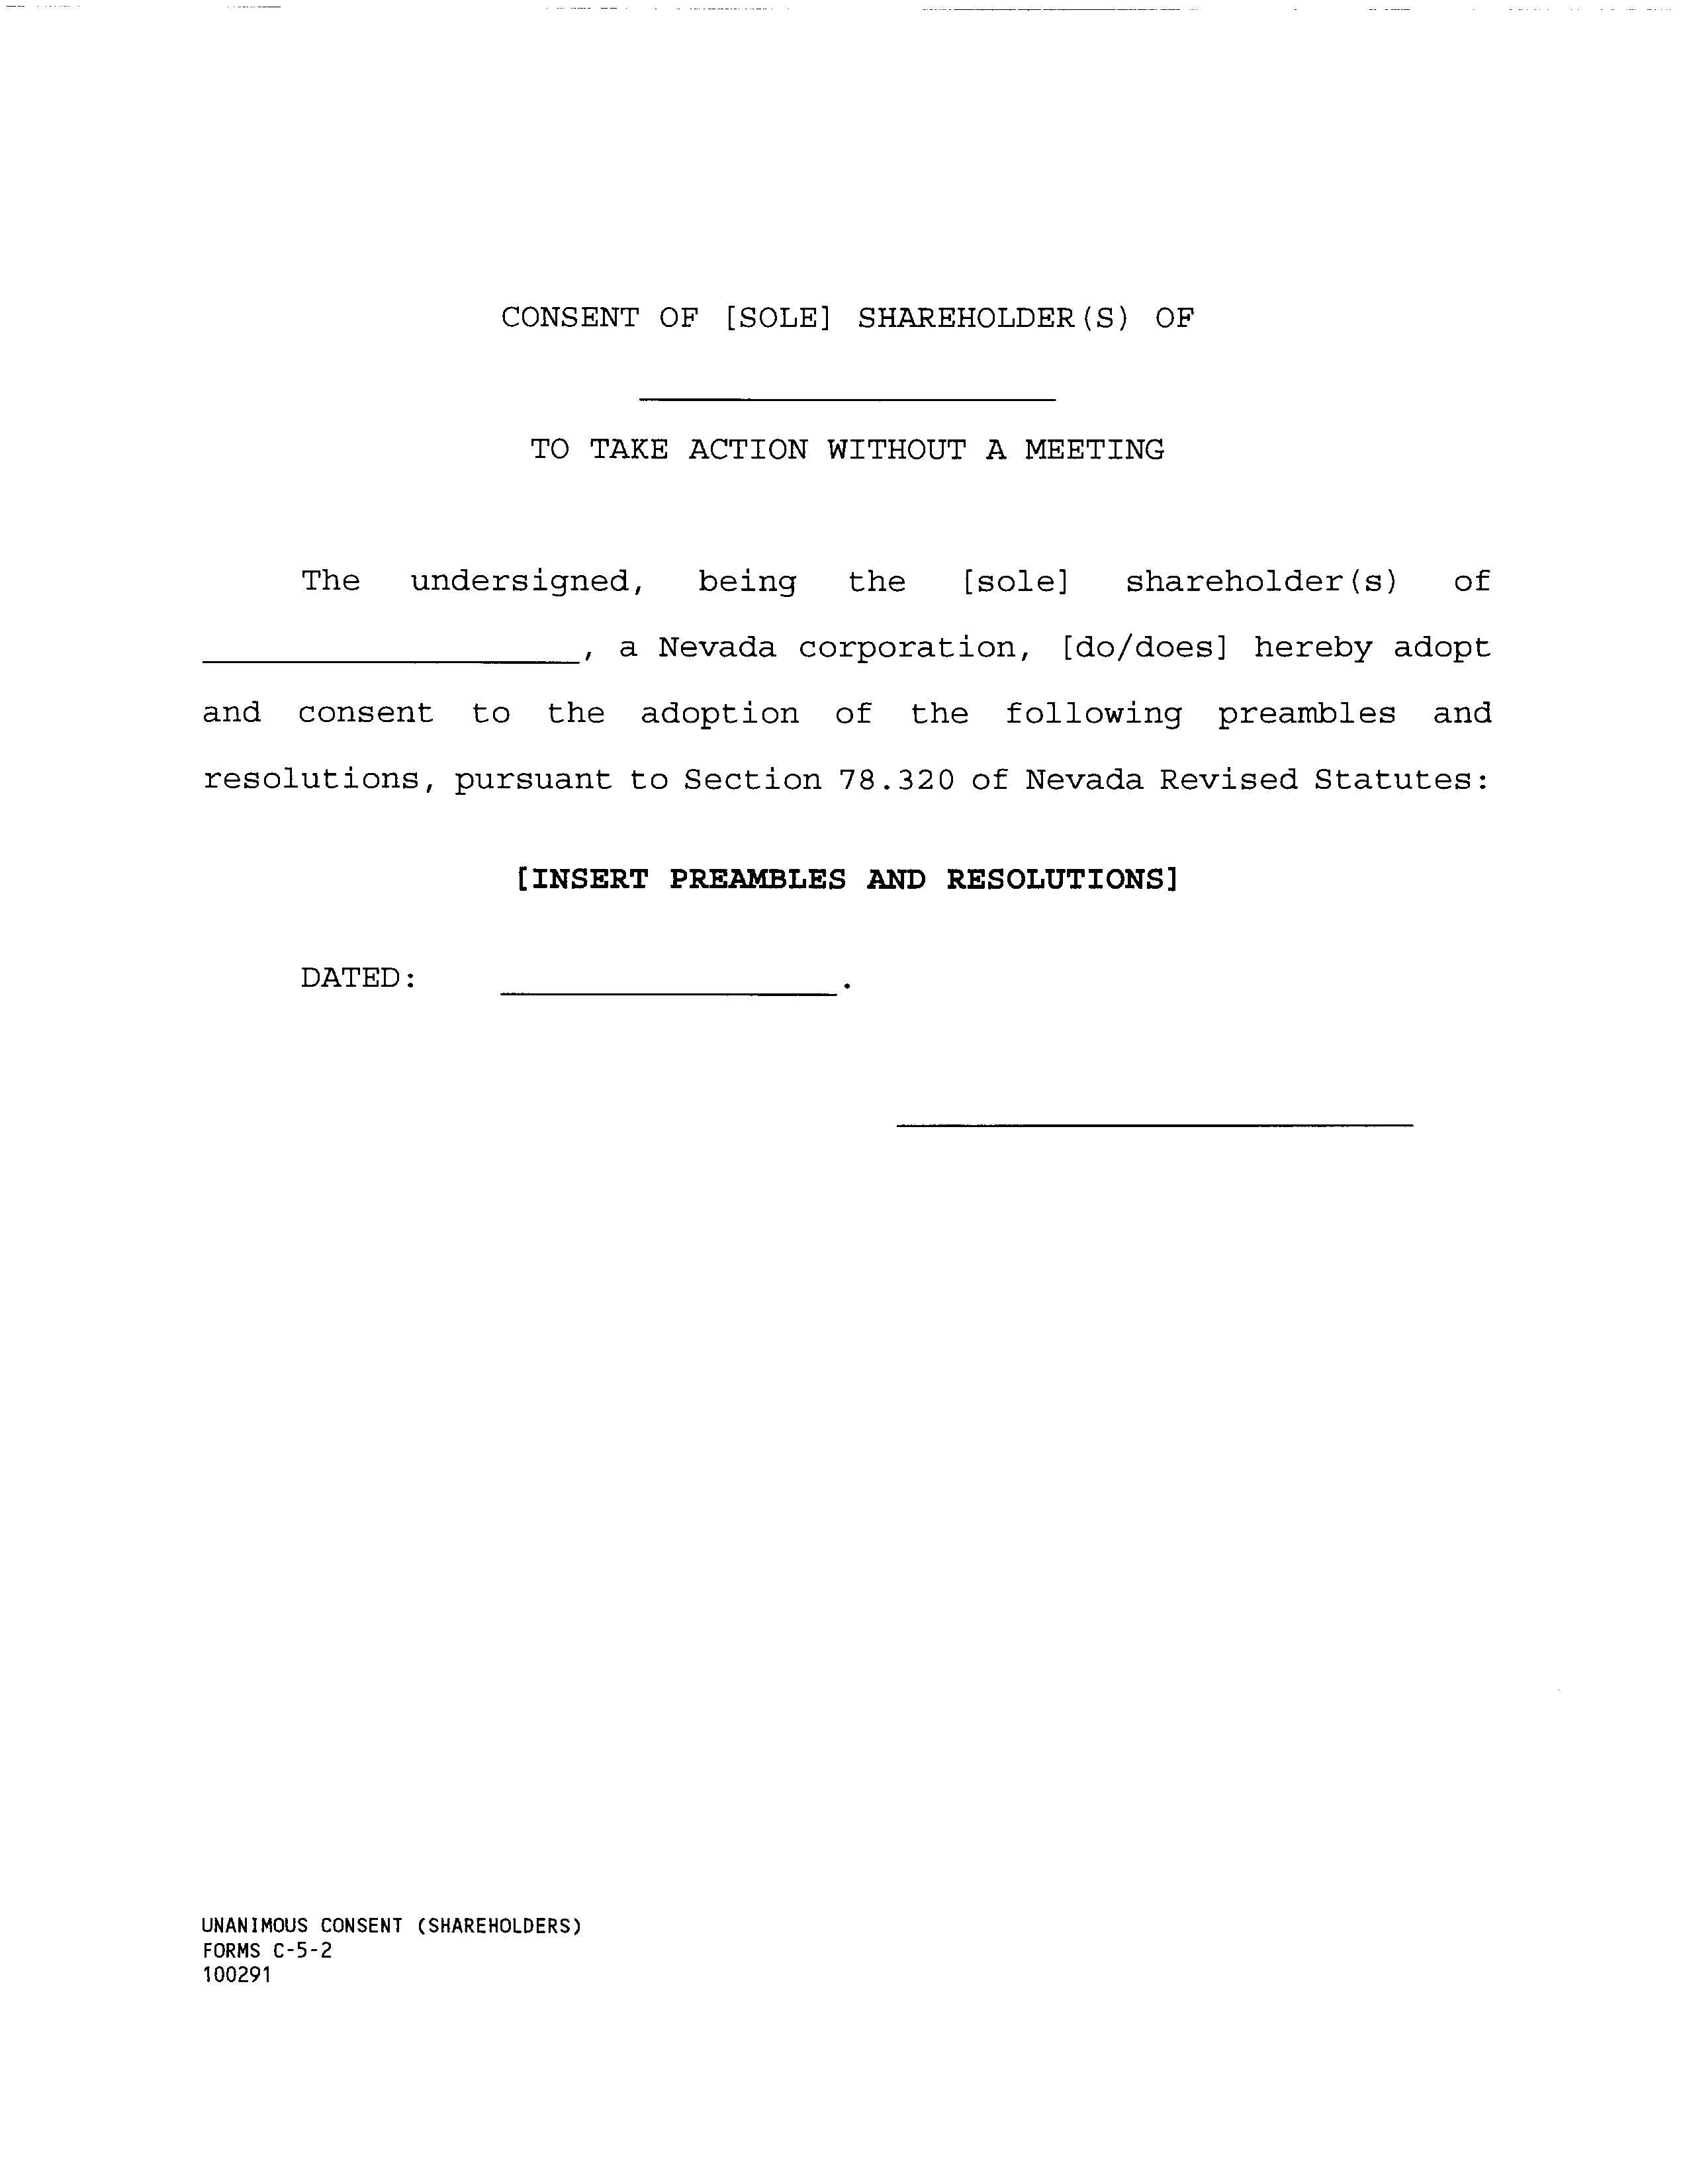 CONSENT OF [SOLE] SHAREHOLDER(S) OF
____________________
TO TAKE ACTION WITHOUT A MEETING
The undersigned, being the [sole] shareholder(s) of
____________________, a Nevada corporation, [do/does] hereby adopt
and consent to the adoption of the following preambles and
resolutions, pursuant to Section 78.320 of Nevada Revised Statutes:
[INSERT PREAMBLES AND RESOLUTIONS]
DATED: ____________________.
____________________
UNANIMOUS CONSENT (SHAREHOLDERS)
FORMS C-5-2
100291